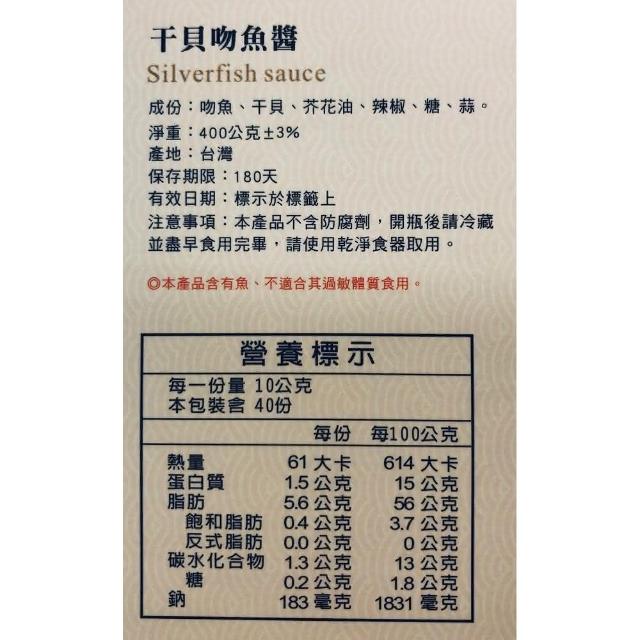 干貝吻魚醬
Silverfish sauce
成份：吻魚、干貝、芥花油、辣椒、糖、蒜。
淨重：400公克±3%
產地：台灣
保存期限：180天
有效日期：標示於標籤上
注意事項：本產品不含防腐劑，開瓶後請冷藏
並盡早食用完畢，請使用乾淨食器取用。
◎本產品含有魚、不適合其過敏體質食用。
營養標示
每一份量 10公克
本包裝含 40份
每份 每100公克
熱量 61 大卡 614 大卡
蛋白質 1.5 公克 15 公克
脂肪 5.6 公克 56 公克
飽和脂肪 0.4 公克 3.7 公克
反式脂肪 0.0 公克 0 公克
碳水化合物 1.3 公克 13 公克
糖 0.2 公克 1.8 公克
鈉 183 毫克 1831 毫克